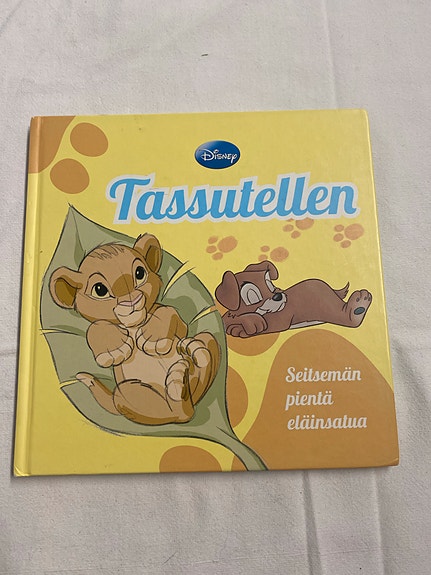 Disney
Tassutellen
Seitsemän
pientä
eläinsatua